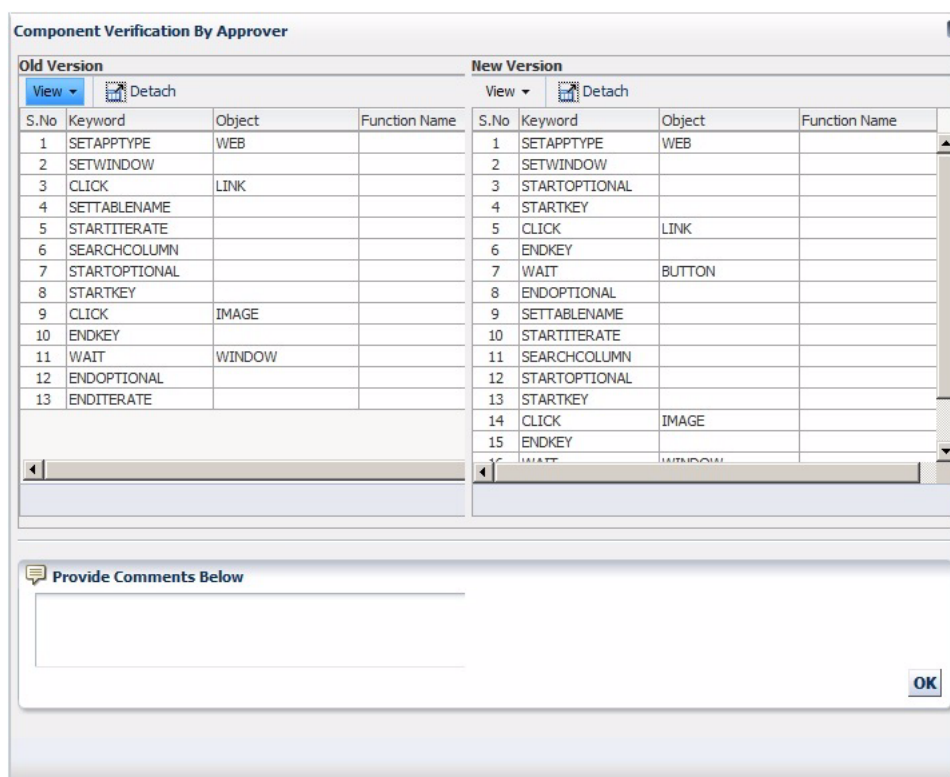 Component Verification By Approver
Old Version
View Detach
S.No Keyword Object Function Name
1 SETAPPTYPE WEB
2 SETWINDOW
3 CLICK LINK
4 SETTABLENAME
5 STARTITERATE
6 SEARCHCOLUMN
7 STARTOPTIONAL
8 STARTKEY
9 CLICK IMAGE
10 ENDKEY
11 WAIT WINDOW
12 ENDOPTIONAL
13 ENDITERATE
New Version
View Detach
S.No Keyword Object Function Name
1 SETAPPTYPE WEB
2 SETWINDOW
3 STARTOPTIONAL
4 STARTKEY
5 CLICK LINK
6 ENDKEY
7 WAIT BUTTON
8 ENDOPTIONAL
9 SETTABLENAME
10 STARTITERATE
11 SEARCHCOLUMN
12 STARTOPTIONAL
13 STARTKEY
14 CLICK IMAGE
15 ENDKEY
16 WAIT WINDOW
Provide Comments Below
OK